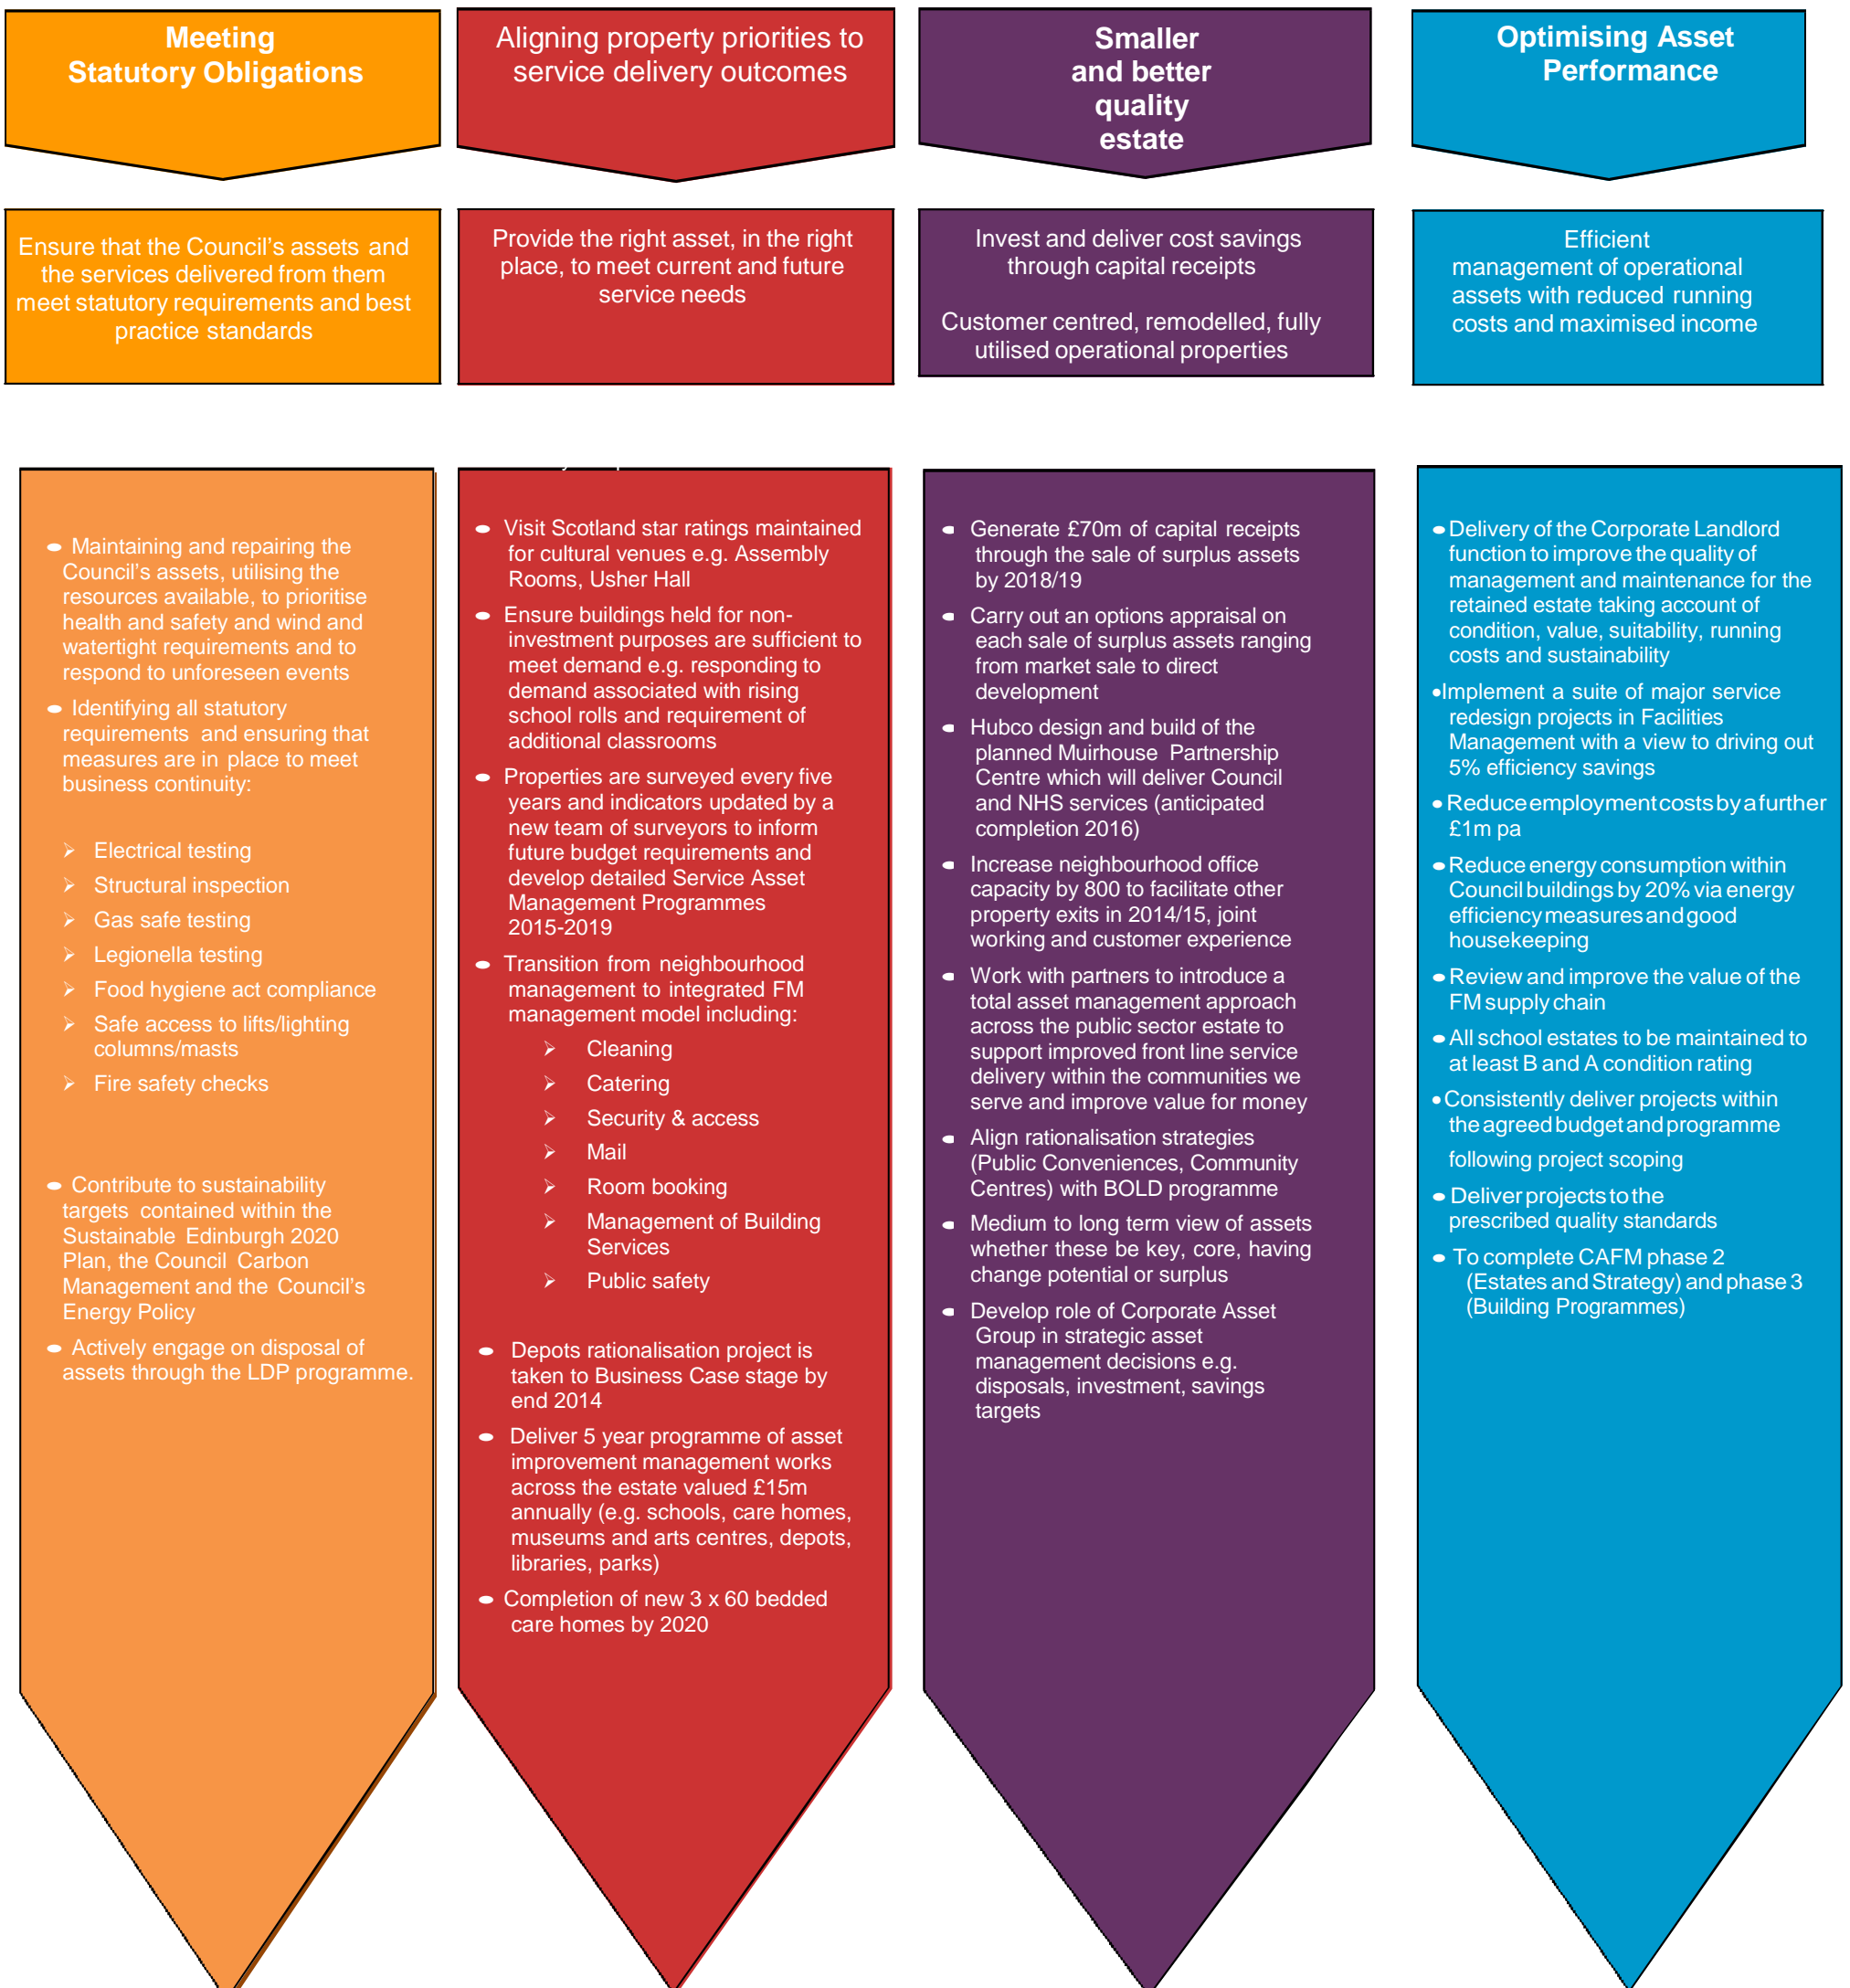 Meeting
Statutory Obligations
Ensure that the Council’s assets and
the services delivered from them
meet statutory requirements and best
practice standards
• Maintaining and repairing the
Council’s assets, utilising the
resources available, to prioritise
health and safety and wind and
watertight requirements and to
respond to unforeseen events
• Identifying all statutory
requirements and ensuring that
measures are in place to meet
business continuity:
➢ Electrical testing
➢ Structural inspection
➢ Gas safe testing
➢ Legionella testing
➢ Food hygiene act compliance
➢ Safe access to lifts/lighting
columns/masts
➢ Fire safety checks
• Contribute to sustainability
targets contained within the
Sustainable Edinburgh 2020
Plan, the Council Carbon
Management and the Council’s
Energy Policy
• Actively engage on disposal of
assets through the LDP programme.
Aligning property priorities to
service delivery outcomes
Provide the right asset, in the right
place, to meet current and future
service needs
• Visit Scotland star ratings maintained
for cultural venues e.g. Assembly
Rooms, Usher Hall
• Ensure buildings held for non-
investment purposes are sufficient to
meet demand e.g. responding to
demand associated with rising
school rolls and requirement of
additional classrooms
• Properties are surveyed every five
years and indicators updated by a
new team of surveyors to inform
future budget requirements and
develop detailed Service Asset
Management Programmes
2015-2019
• Transition from neighbourhood
management to integrated FM
management model including:
➢ Cleaning
➢ Catering
➢ Security & access
➢ Mail
➢ Room booking
➢ Management of Building
Services
➢ Public safety
• Depots rationalisation project is
taken to Business Case stage by
end 2014
• Deliver 5 year programme of asset
improvement management works
across the estate valued £15m
annually (e.g. schools, care homes,
museums and arts centres, depots,
libraries, parks)
• Completion of new 3 x 60 bedded
care homes by 2020
Smaller
and better
quality
estate
Invest and deliver cost savings
through capital receipts
Customer centred, remodelled, fully
utilised operational properties
• Generate £70m of capital receipts
through the sale of surplus assets
by 2018/19
• Carry out an options appraisal on
each sale of surplus assets ranging
from market sale to direct
development
• Hubco design and build of the
planned Muirhouse Partnership
Centre which will deliver Council
and NHS services (anticipated
completion 2016)
• Increase neighbourhood office
capacity by 800 to facilitate other
property exits in 2014/15, joint
working and customer experience
• Work with partners to introduce a
total asset management approach
across the public sector estate to
support improved front line service
delivery within the communities we
serve and improve value for money
• Align rationalisation strategies
(Public Conveniences, Community
Centres) with BOLD programme
• Medium to long term view of assets
whether these be key, core, having
change potential or surplus
• Develop role of Corporate Asset
Group in strategic asset
management decisions e.g.
disposals, investment, savings
targets
Optimising Asset
Performance
Efficient
management of operational
assets with reduced running
costs and maximised income
• Delivery of the Corporate Landlord
function to improve the quality of
management and maintenance for the
retained estate taking account of
condition, value, suitability, running
costs and sustainability
• Implement a suite of major service
redesign projects in Facilities
Management with a view to driving out
5% efficiency savings
• Reduce employment costs by a further
£1m pa
• Reduce energy consumption within
Council buildings by 20% via energy
efficiency measures and good
housekeeping
• Review and improve the value of the
FM supply chain
• All school estates to be maintained to
at least B and A condition rating
• Consistently deliver projects within
the agreed budget and programme
following project scoping
• Deliver projects to the
prescribed quality standards
• To complete CAFM phase 2
(Estates and Strategy) and phase 3
(Building Programmes)